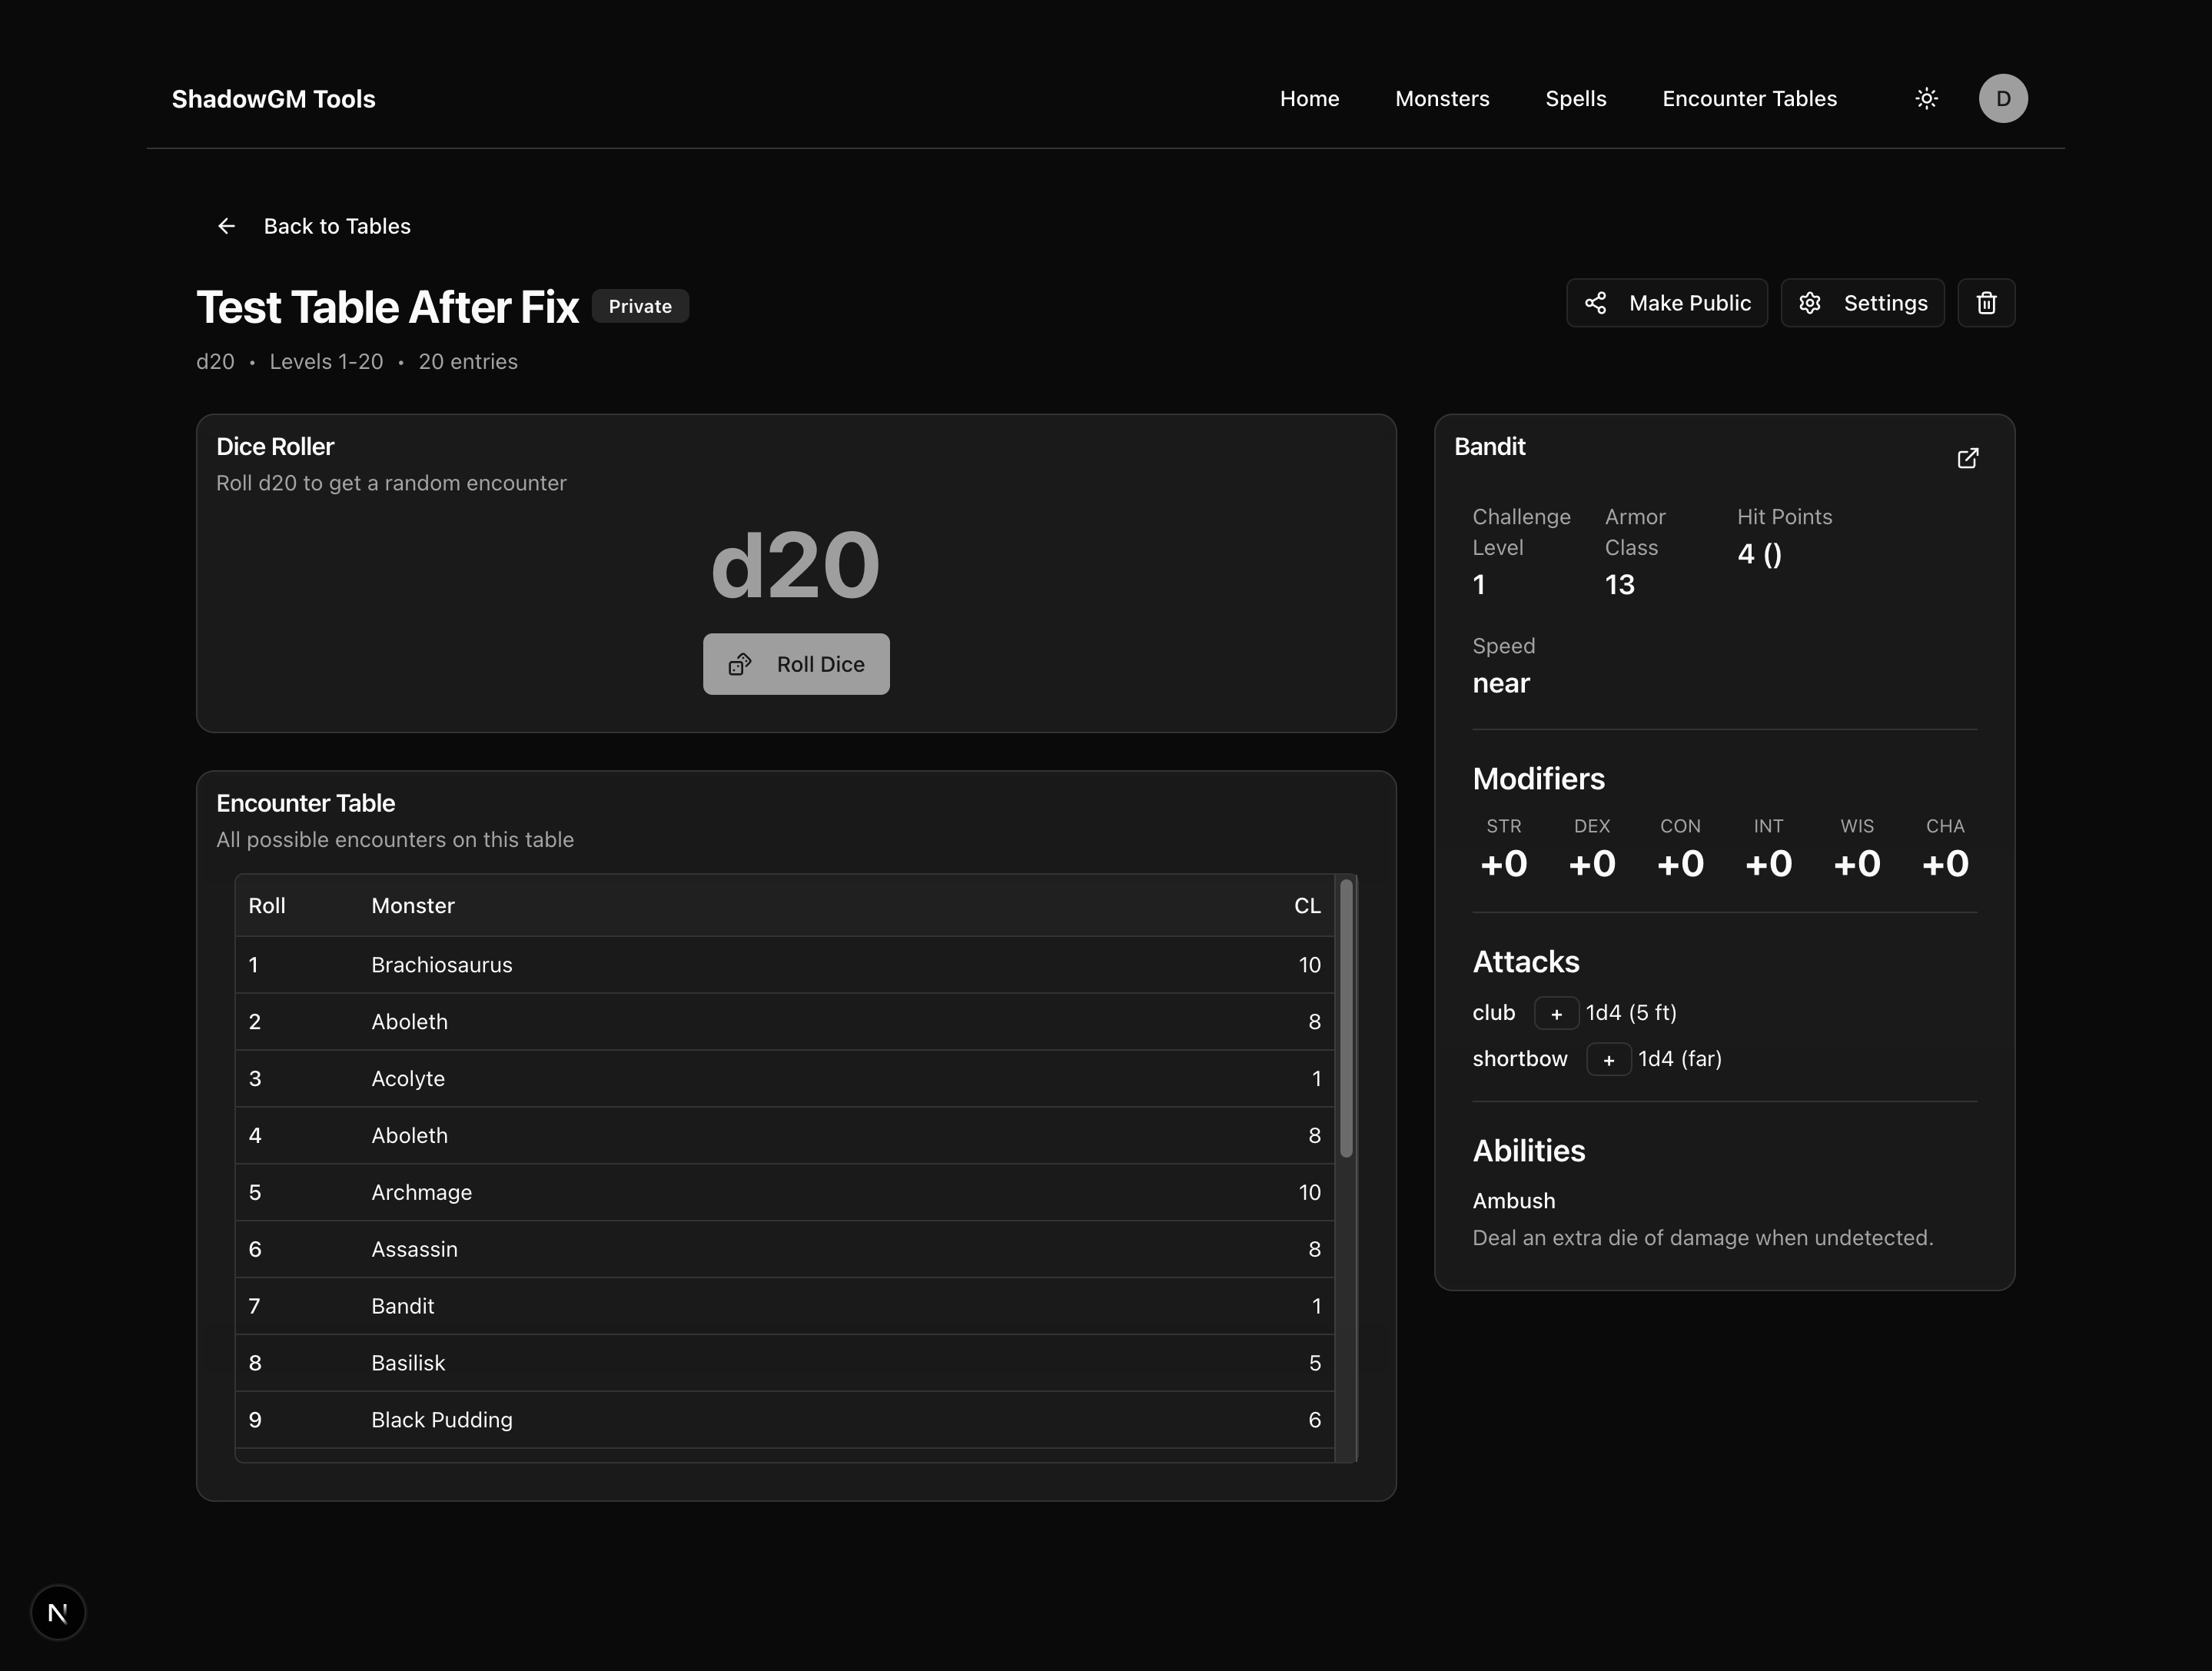 ShadowGM Tools
Home Monsters Spells Encounter Tables D
Back to Tables
Test Table After Fix Private
Make Public Settings
d20 • Levels 1-20 • 20 entries
Dice Roller
Roll d20 to get a random encounter
d20
Roll Dice
Encounter Table
All possible encounters on this table
Roll Monster CL
1 Brachiosaurus 10
2 Aboleth 8
3 Acolyte 1
4 Aboleth 8
5 Archmage 10
6 Assassin 8
7 Bandit 1
8 Basilisk 5
9 Black Pudding 6
Bandit
Challenge Level
1
Armor Class
13
Hit Points
4 ()
Speed
near
Modifiers
STR DEX CON INT WIS CHA
+0 +0 +0 +0 +0 +0
Attacks
club + 1d4 (5 ft)
shortbow + 1d4 (far)
Abilities
Ambush
Deal an extra die of damage when undetected.
N